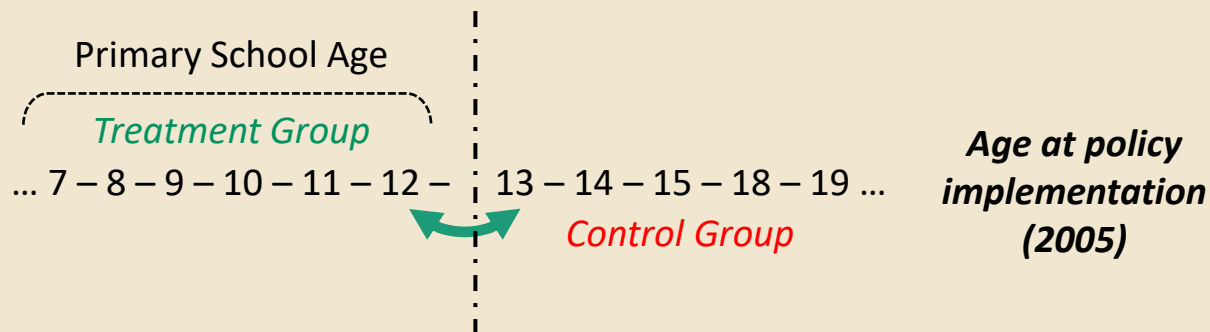 Primary School Age
Treatment Group
… 7 – 8 – 9 – 10 – 11 – 12 – 13 – 14 – 15 – 18 – 19 …
Control Group
Age at policy
implementation
(2005)